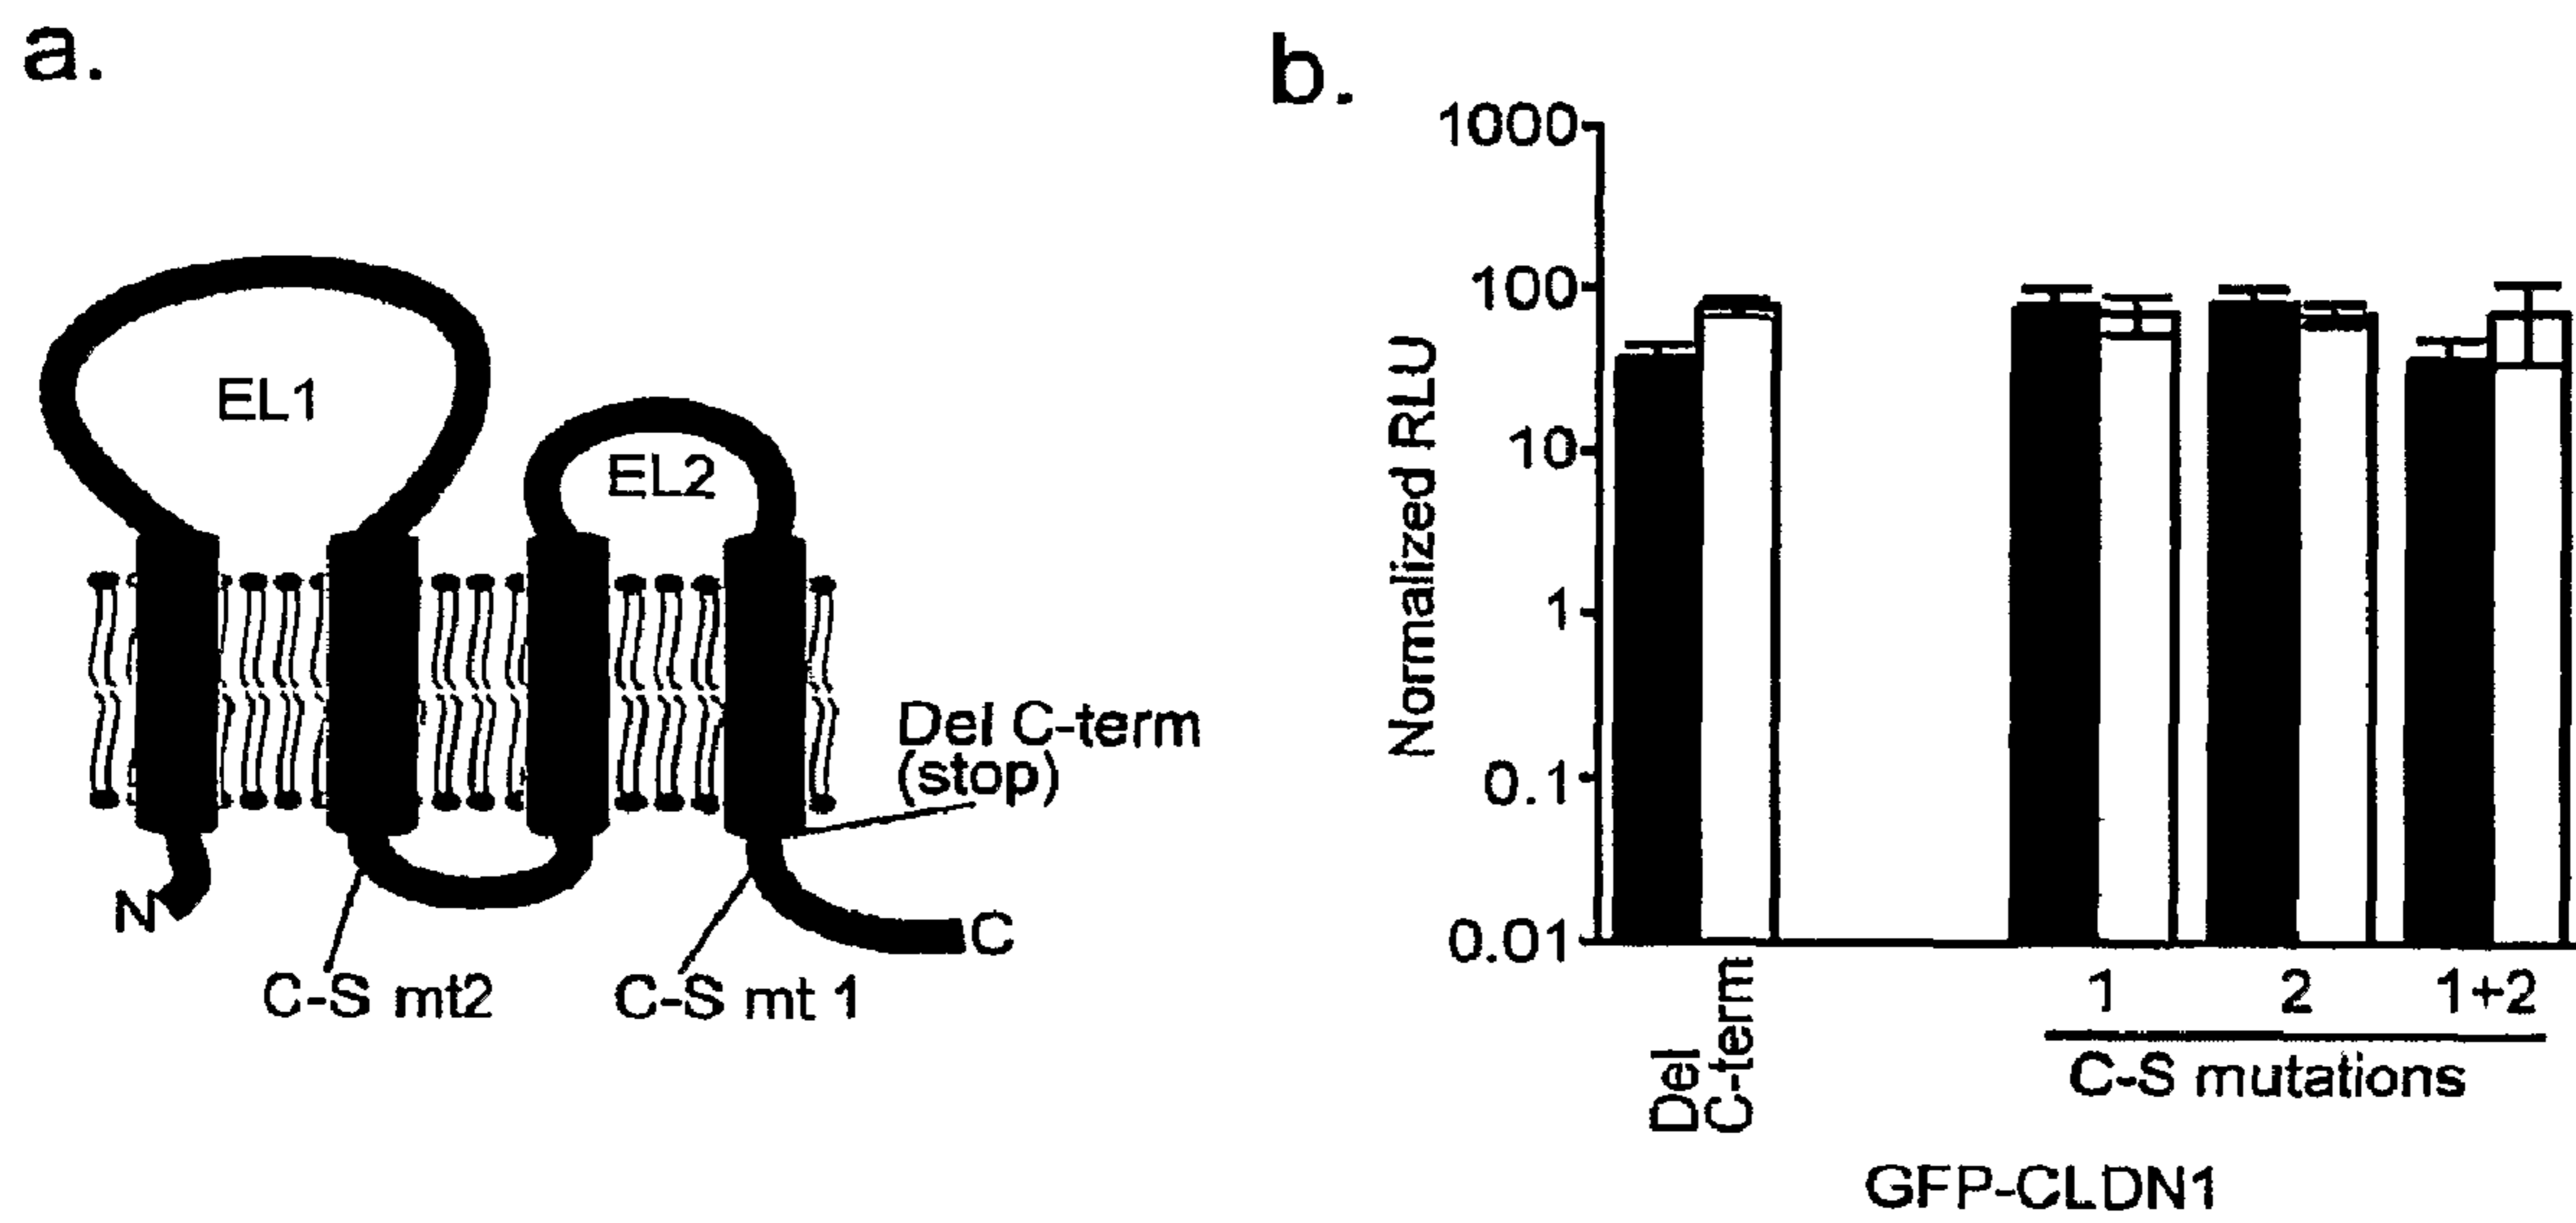 a.
EL1
EL2
Del C-term
(stop)
N
C
C-S mt2
C-S mt 1
b.
1000
100
10
1
0.1
0.01
Normalized RLU
Del
C-term
1
2
1+2
C-S mutations
GFP-CLDN1